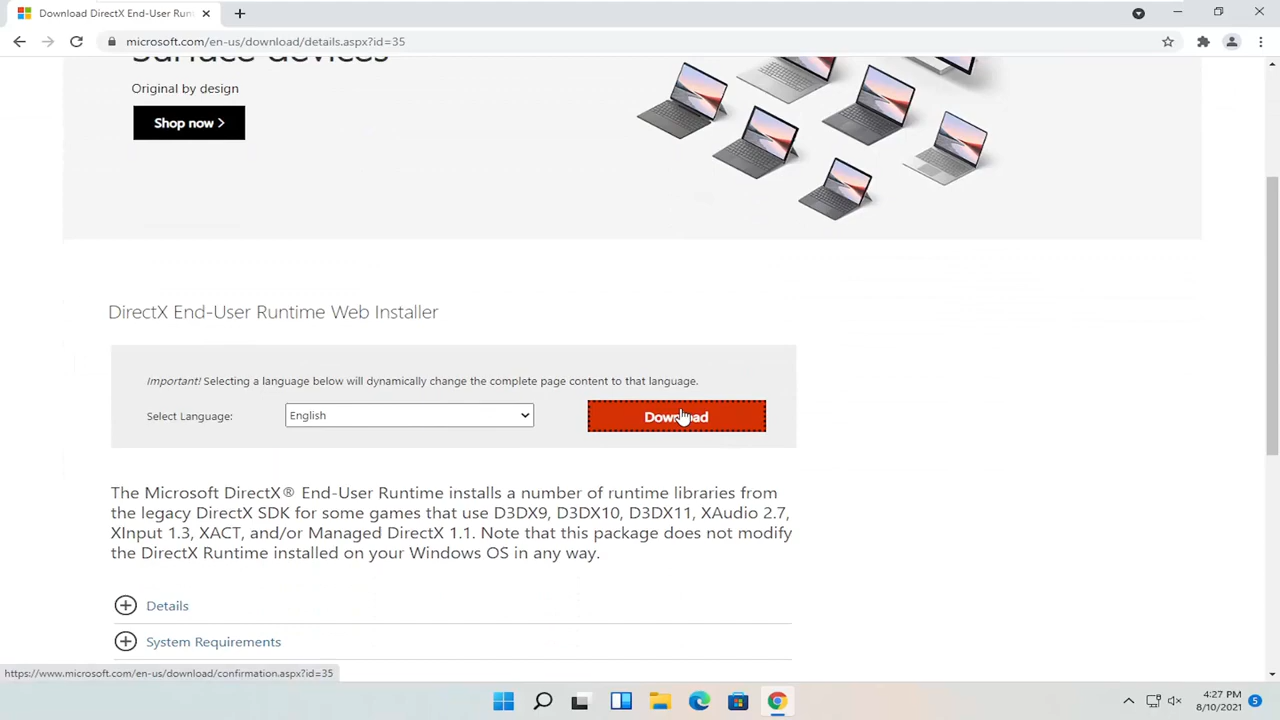 Download DirectX End-User Run
microsoft.com/en-us/download/details.aspx?id=35
Surface devices
Original by design
Shop now >
DirectX End-User Runtime Web Installer
Important! Selecting a language below will dynamically change the complete page content to that language.
Select Language:
English
Download
The Microsoft DirectX® End-User Runtime installs a number of runtime libraries from
the legacy DirectX SDK for some games that use D3DX9, D3DX10, D3DX11, XAudio 2.7,
XInput 1.3, XACT, and/or Managed DirectX 1.1. Note that this package does not modify
the DirectX Runtime installed on your Windows OS in any way.
Details
System Requirements
https://www.microsoft.com/en-us/download/confirmation.aspx?id=35
4:27 PM
8/10/2021
5